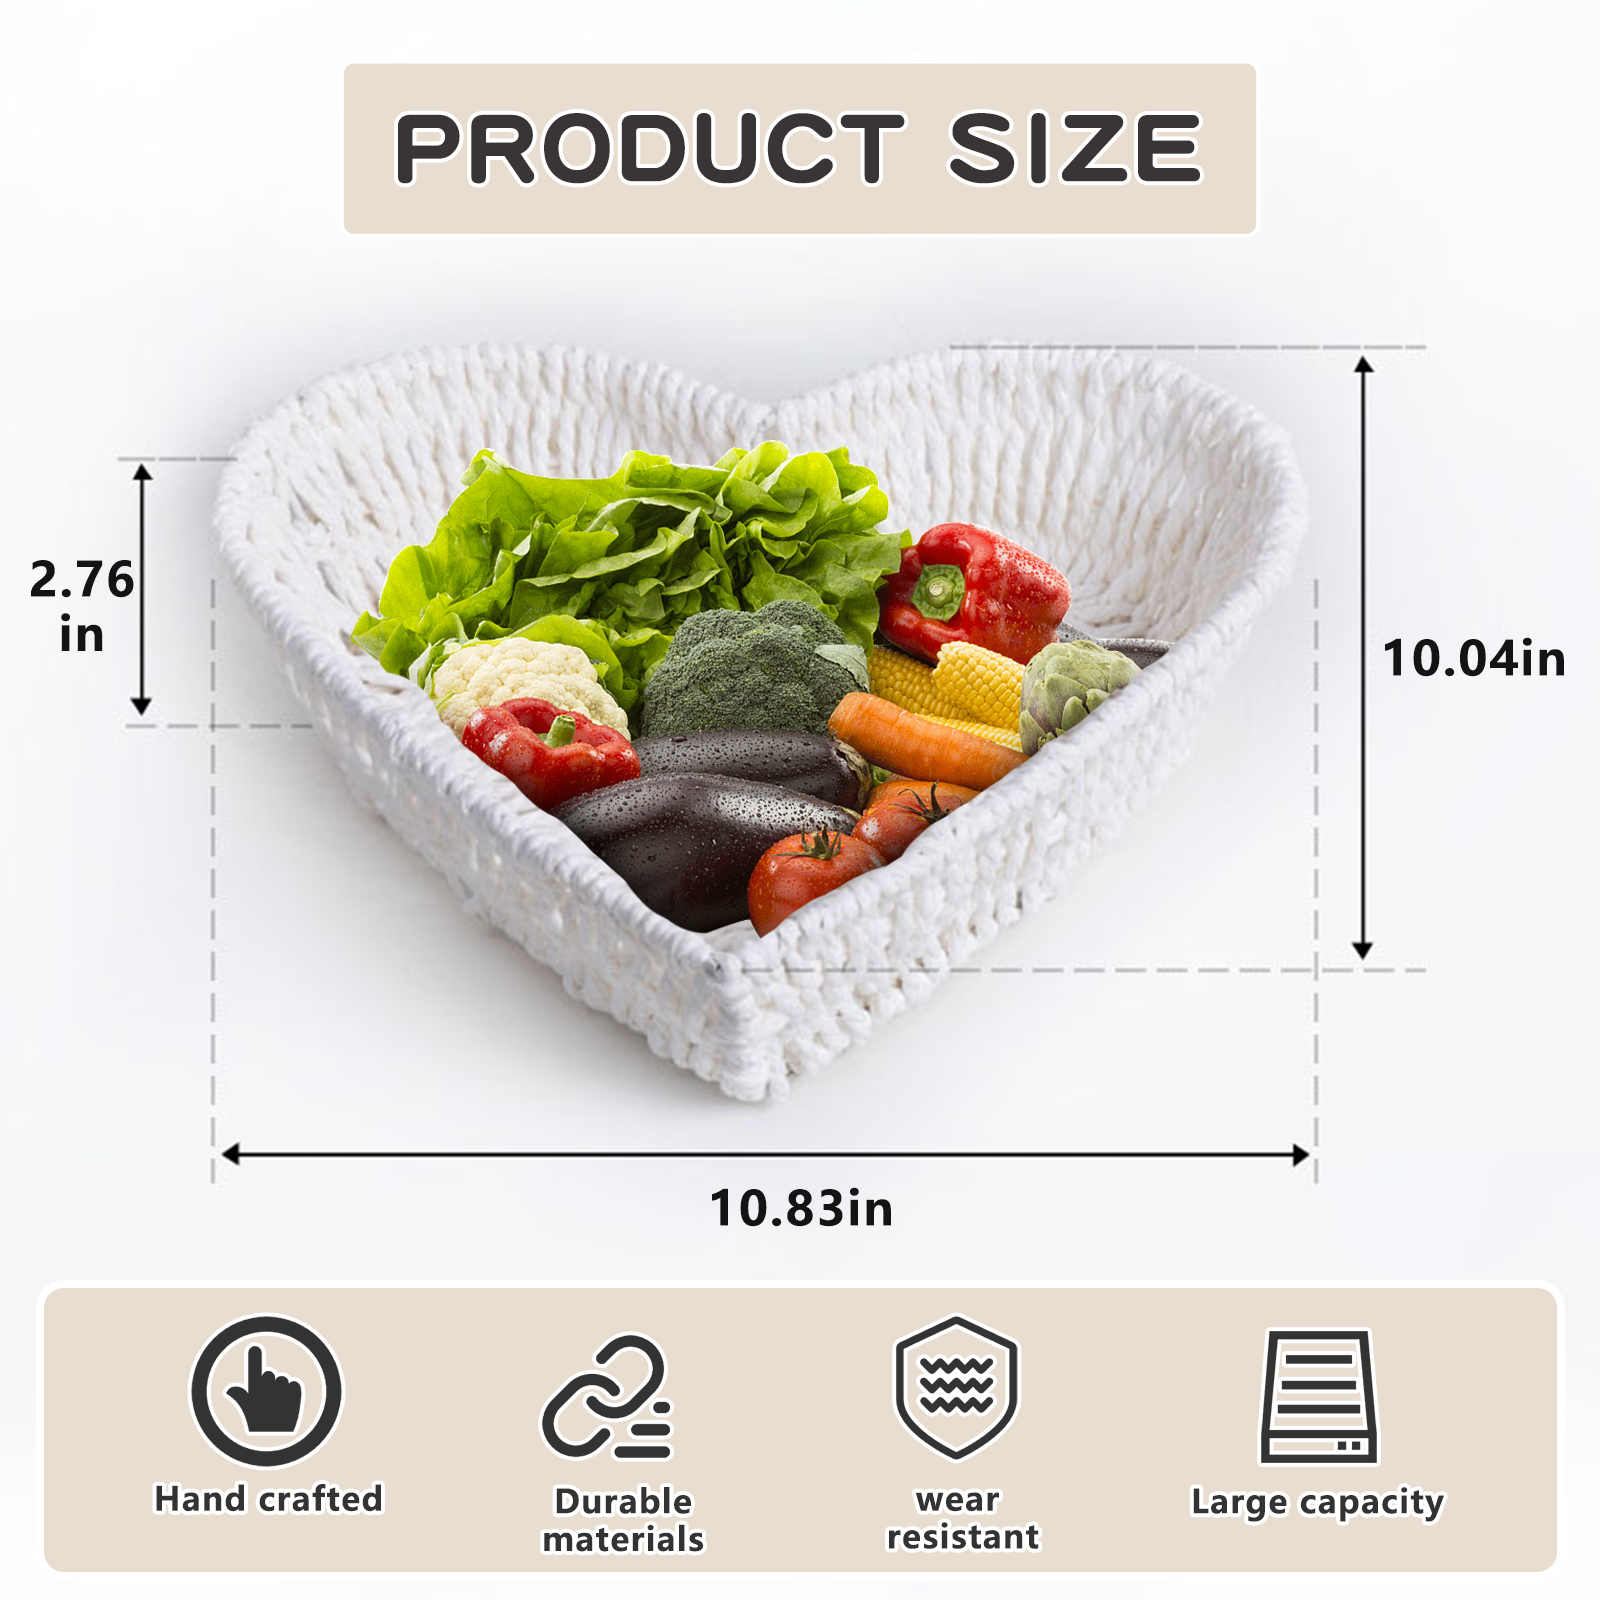 PRODUCT SIZE
2.76
in
10.04in
10.83in
Hand crafted
Durable
materials
wear
resistant
Large capacity